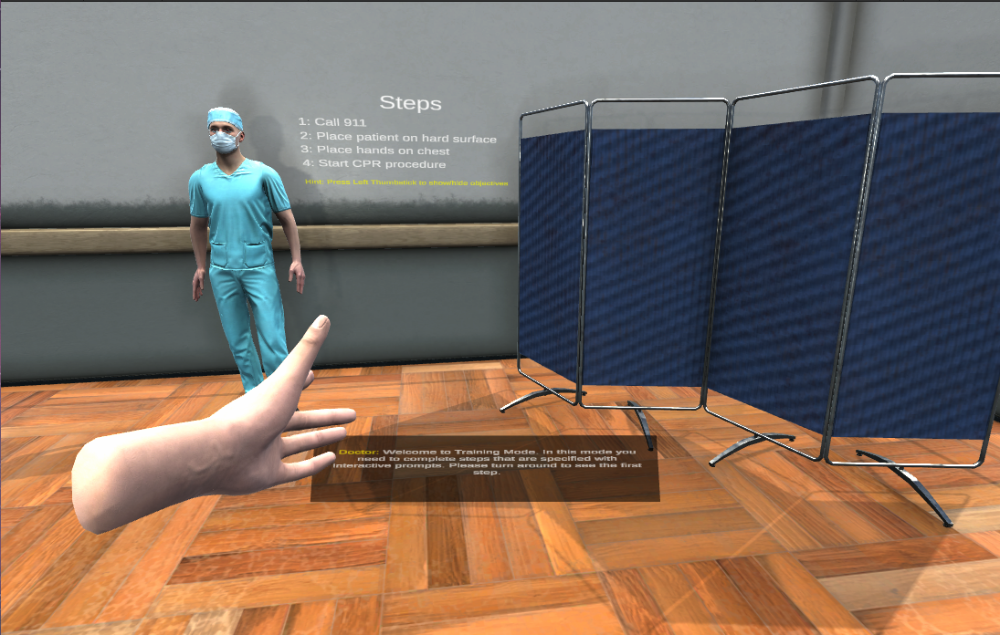 Steps
1: Call 911
2: Place patient on hard surface
3: Place hands on chest
4: Start CPR procedure
Hint: Press Left Thumbstick to show/hide objectives
Doctor: Welcome to Training Mode. In this mode you
need to complete steps that are specified with
interactive prompts. Please turn around to see the first
step.